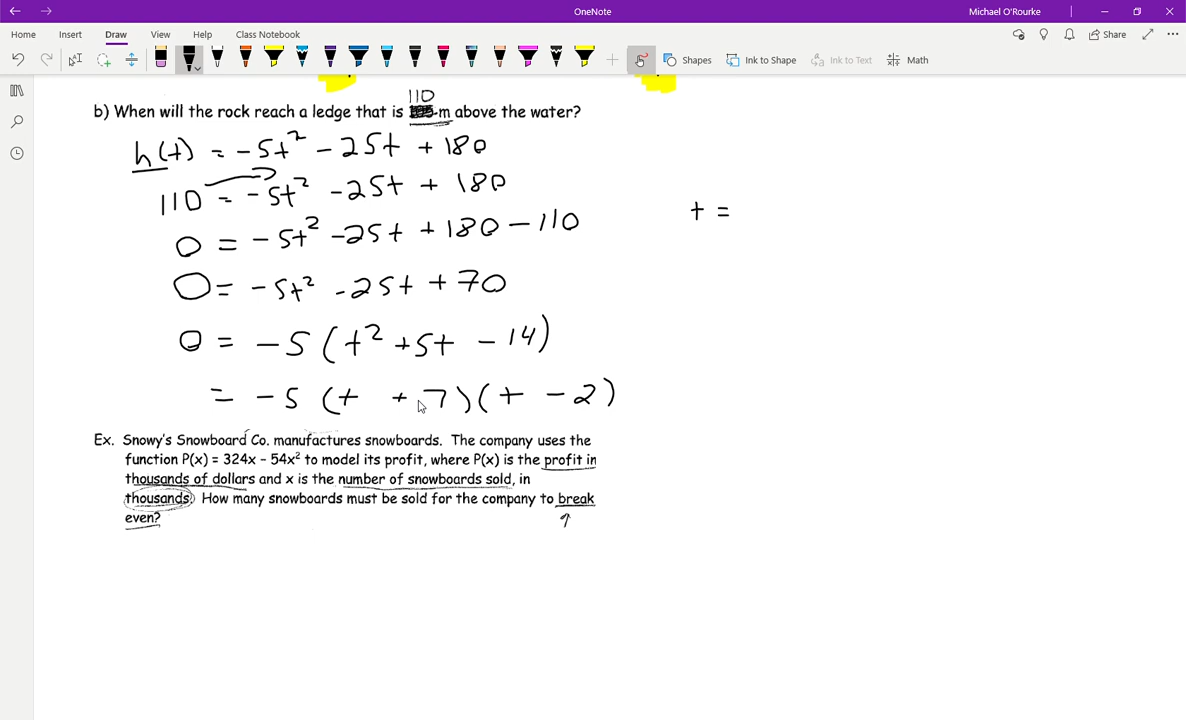 OneNote
Michael O'Rourke
Home Insert Draw View Help Class Notebook
Shapes Ink to Shape Ink to Text Math
Share
110
b) When will the rock reach a ledge that is m above the water?
h(t) = -5t² - 25t + 180
110 = -5t² - 25t + 180
t =
0 = -5t² - 25t + 180 - 110
0 = -5t² - 25t + 70
0 = -5(t² + 5t - 14)
= -5(t + 7)(t - 2)
Ex. Snowy's Snowboard Co. manufactures snowboards. The company uses the
function P(x) = 324x - 54x² to model its profit, where P(x) is the profit in
thousands of dollars and x is the number of snowboards sold, in
thousands. How many snowboards must be sold for the company to break
even?